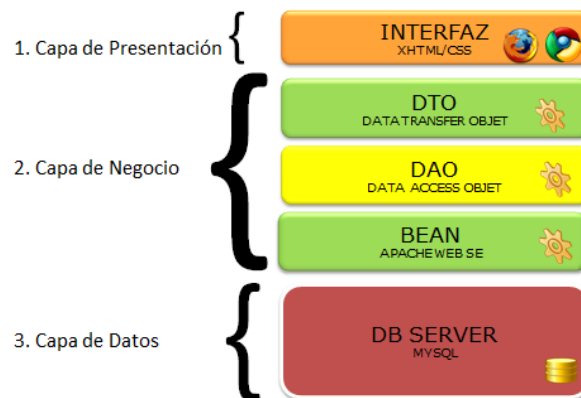 1. Capa de Presentación
INTERFAZ
XHTML/CSS
2. Capa de Negocio
DTO
DATA TRANSFER OBJET
DAO
DATA ACCESS OBJET
BEAN
APACHE WEB SE
3. Capa de Datos
DB SERVER
MYSQL